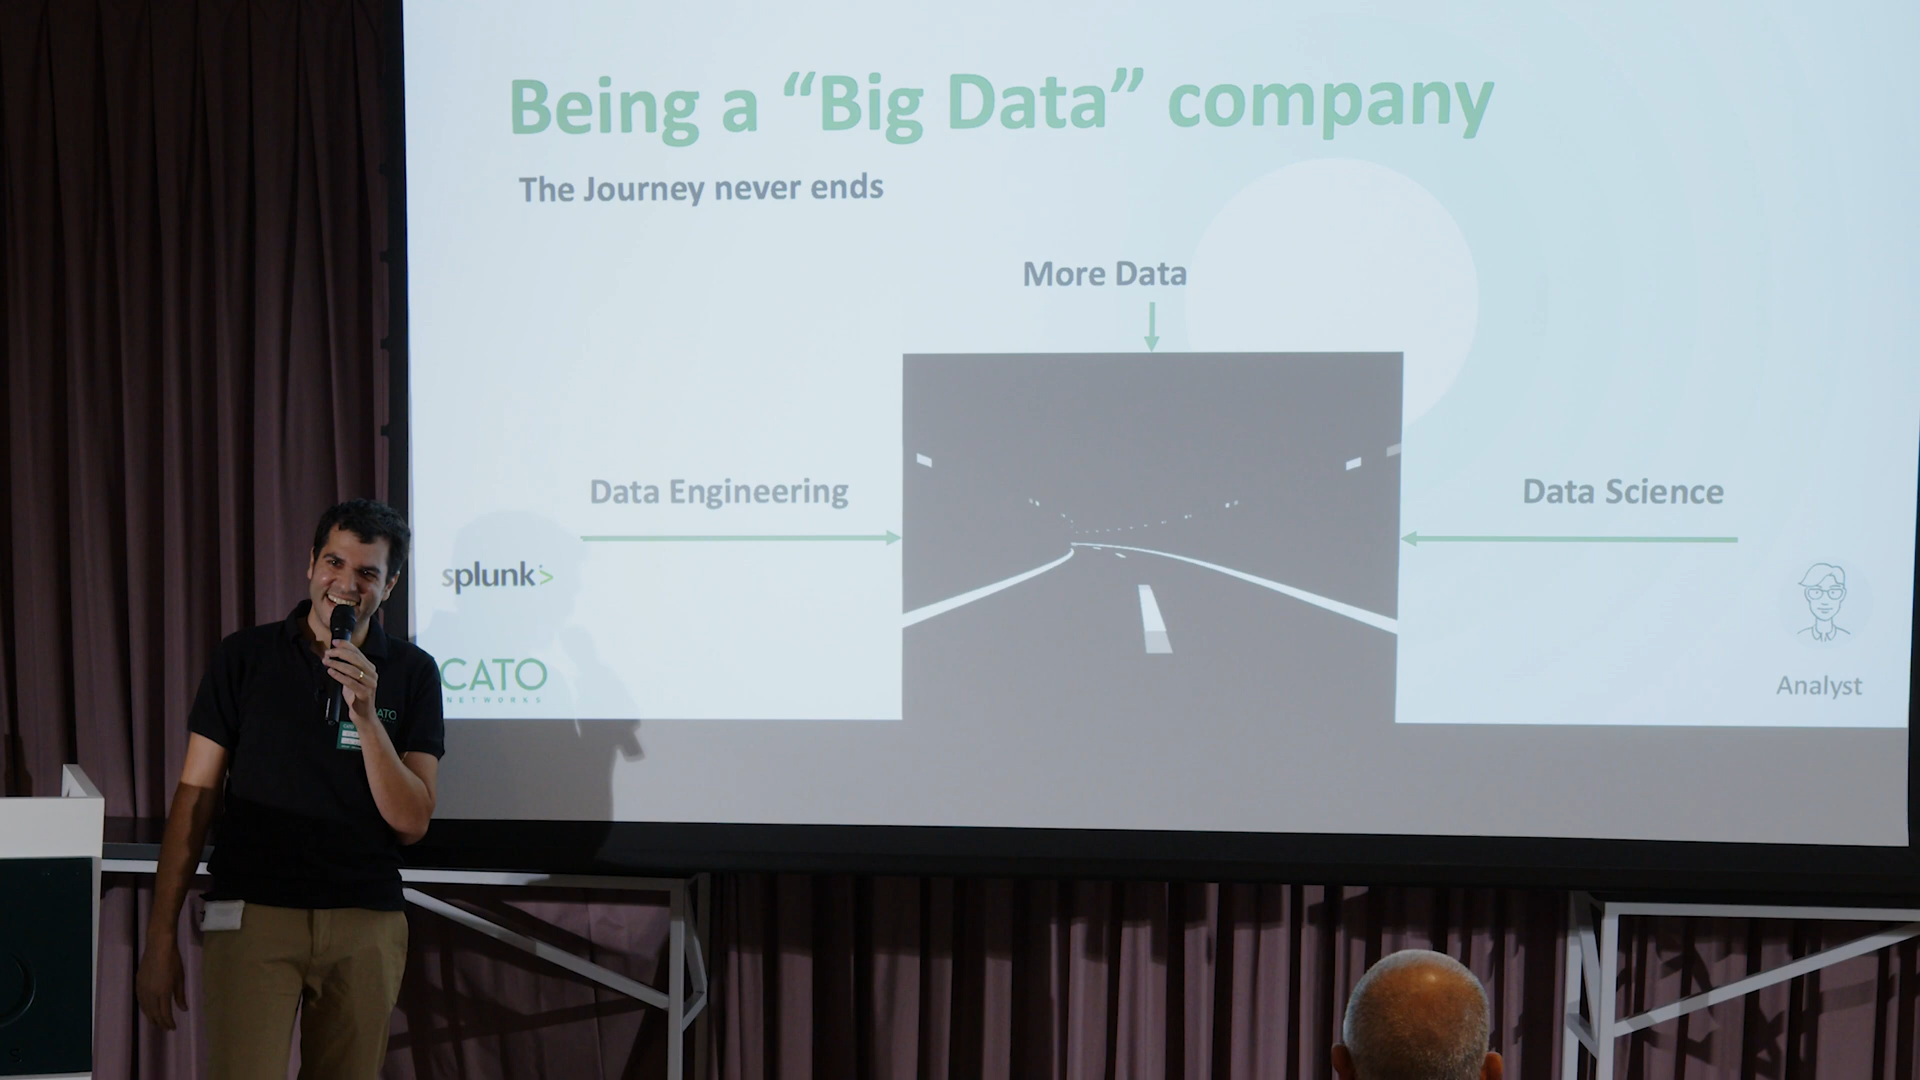 Being a “Big Data” company
The Journey never ends
More Data
Data Engineering
Data Science
splunk>
CATO
NETWORKS
Analyst